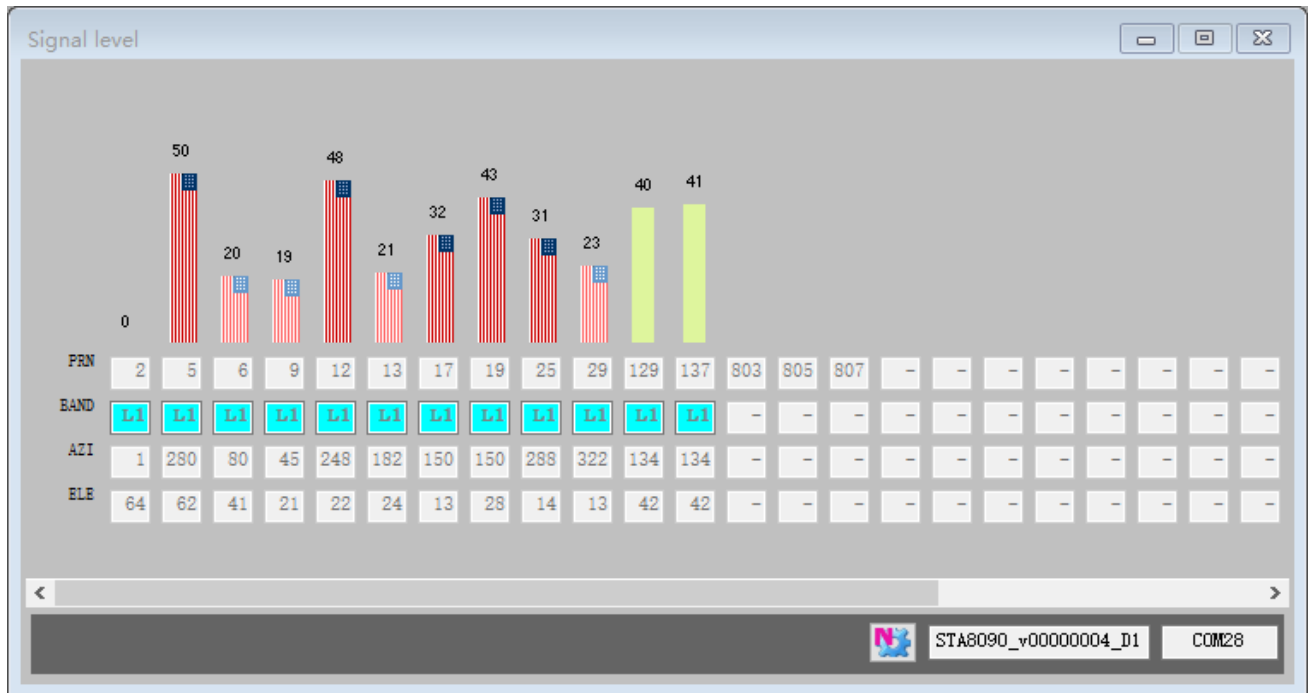 Signal level
50
48
43
40
41
32
31
20
19
21
23
0
PRN 2 5 6 9 12 13 17 19 25 29 129 137 803 805 807 - - - - - - - -
BAND L1 L1 L1 L1 L1 L1 L1 L1 L1 L1 L1 L1 - - - - - - - - - - -
AZI 1 280 80 45 248 182 150 150 288 322 134 134 - - - - - - - - - - -
ELE 64 62 41 21 22 24 13 28 14 13 42 42 - - - - - - - - - - -
N STA8090_v00000004_D1 COM28